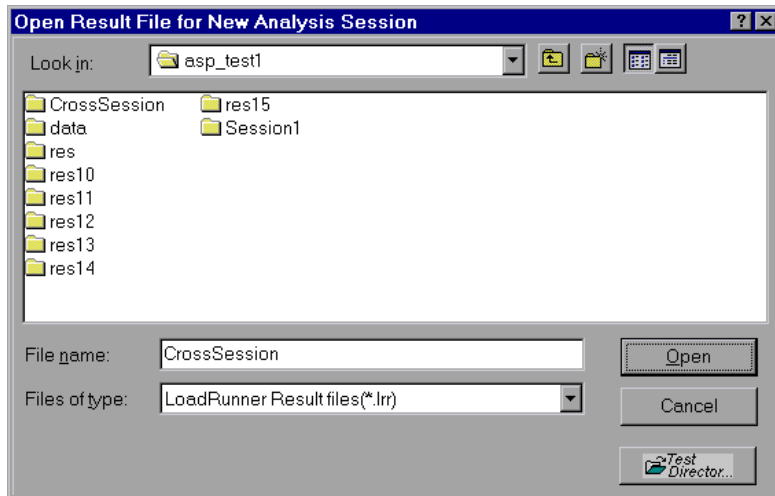 Open Result File for New Analysis Session
Look in: asp_test1
CrossSession res15
data Session1
res
res10
res11
res12
res13
res14
File name: CrossSession Open
Files of type: LoadRunner Result files(*.lrr) Cancel
Test Director...